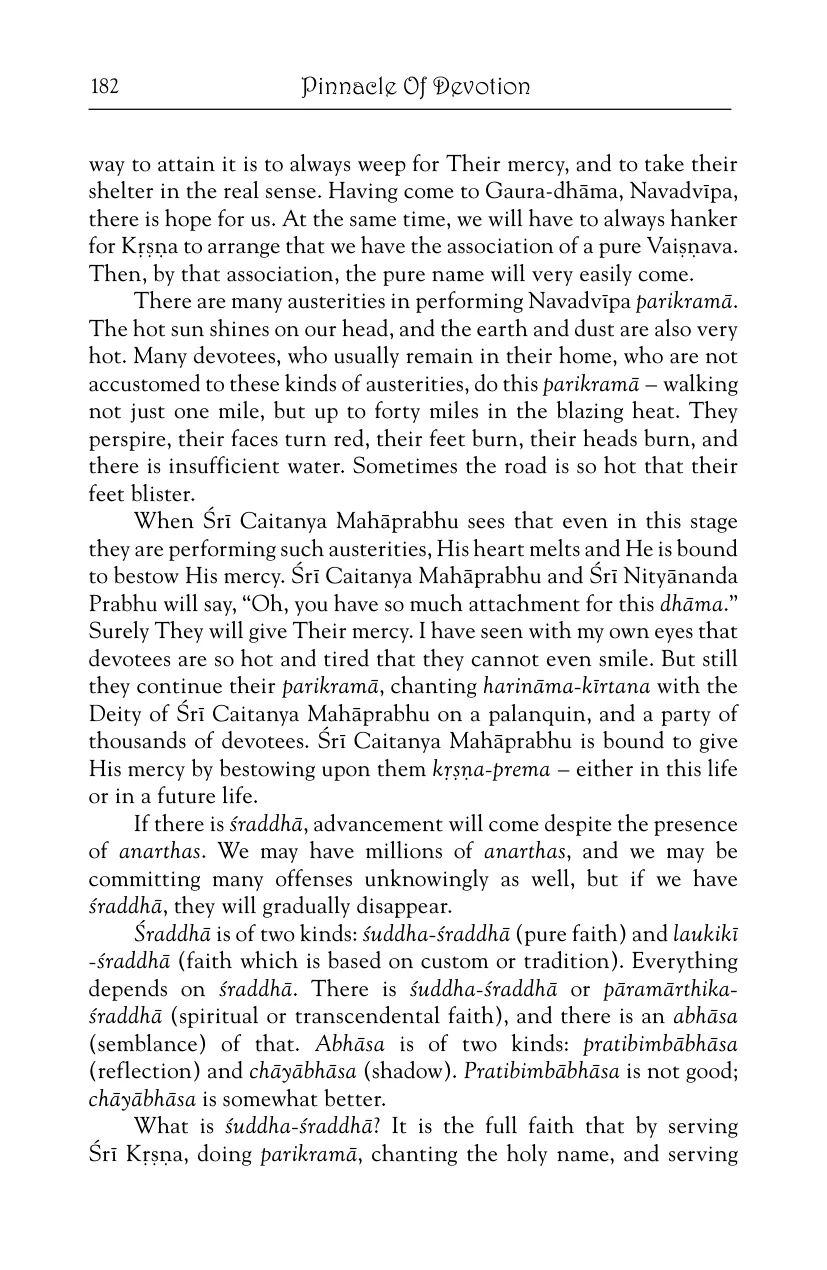 182 Pinnacle Of Devotion
way to attain it is to always weep for Their mercy, and to take their
shelter in the real sense. Having come to Gaura-dhāma, Navadvīpa,
there is hope for us. At the same time, we will have to always hanker
for Kṛṣṇa to arrange that we have the association of a pure Vaiṣṇava.
Then, by that association, the pure name will very easily come.
There are many austerities in performing Navadvīpa parikramā.
The hot sun shines on our head, and the earth and dust are also very
hot. Many devotees, who usually remain in their home, who are not
accustomed to these kinds of austerities, do this parikramā – walking
not just one mile, but up to forty miles in the blazing heat. They
perspire, their faces turn red, their feet burn, their heads burn, and
there is insufficient water. Sometimes the road is so hot that their
feet blister.
When Śrī Caitanya Mahāprabhu sees that even in this stage
they are performing such austerities, His heart melts and He is bound
to bestow His mercy. Śrī Caitanya Mahāprabhu and Śrī Nityānanda
Prabhu will say, “Oh, you have so much attachment for this dhāma.”
Surely They will give Their mercy. I have seen with my own eyes that
devotees are so hot and tired that they cannot even smile. But still
they continue their parikramā, chanting harināma-kīrtana with the
Deity of Śrī Caitanya Mahāprabhu on a palanquin, and a party of
thousands of devotees. Śrī Caitanya Mahāprabhu is bound to give
His mercy by bestowing upon them kṛṣṇa-prema – either in this life
or in a future life.
If there is śraddhā, advancement will come despite the presence
of anarthas. We may have millions of anarthas, and we may be
committing many offenses unknowingly as well, but if we have
śraddhā, they will gradually disappear.
Śraddhā is of two kinds: śuddha-śraddhā (pure faith) and laukikī
-śraddhā (faith which is based on custom or tradition). Everything
depends on śraddhā. There is śuddha-śraddhā or pāramārthika-
śraddhā (spiritual or transcendental faith), and there is an abhāsa
(semblance) of that. Abhāsa is of two kinds: pratibimbābhāsa
(reflection) and chāyābhāsa (shadow). Pratibimbābhāsa is not good;
chāyābhāsa is somewhat better.
What is śuddha-śraddhā? It is the full faith that by serving
Śrī Kṛṣṇa, doing parikramā, chanting the holy name, and serving